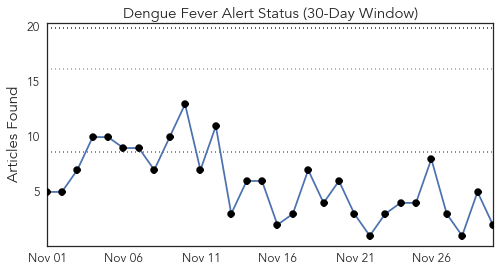 Dengue Fever Alert Status (30-Day Window)
20
15
10
5
Articles Found
Nov 01 Nov 06 Nov 11 Nov 16 Nov 21 Nov 26